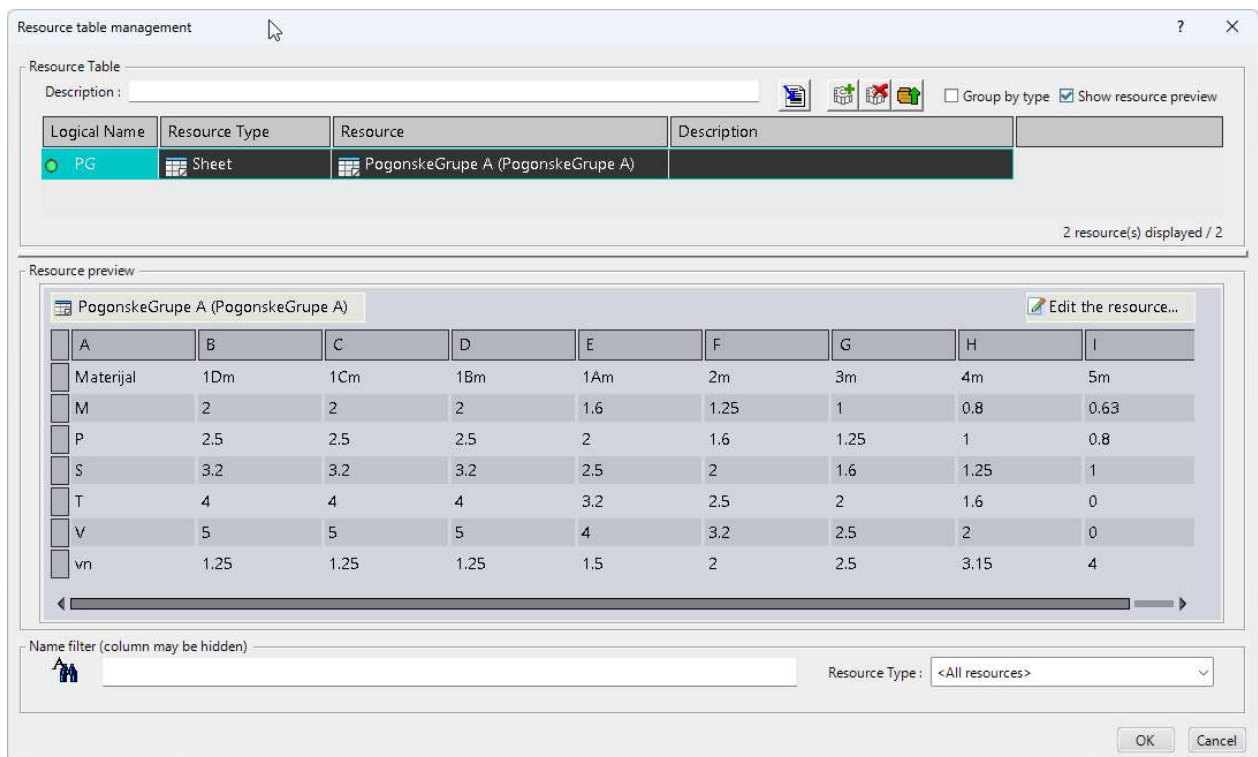 Resource table management ? X
Resource Table
Description : Group by type Show resource preview
Logical Name Resource Type Resource Description
PG Sheet PogonskeGrupe A (PogonskeGrupe A)
2 resource(s) displayed / 2
Resource preview
PogonskeGrupe A (PogonskeGrupe A) Edit the resource...
A B C D E F G H I
Materijal 1Dm 1Cm 1Bm 1Am 2m 3m 4m 5m
M 2 2 2 1.6 1.25 1 0.8 0.63
P 2.5 2.5 2.5 2 1.6 1.25 1 0.8
S 3.2 3.2 3.2 2.5 2 1.6 1.25 1
T 4 4 4 3.2 2.5 2 1.6 0
V 5 5 5 4 3.2 2.5 2 0
vn 1.25 1.25 1.25 1.5 2 2.5 3.15 4
Name filter (column may be hidden)
A Resource Type : <All resources>
OK Cancel